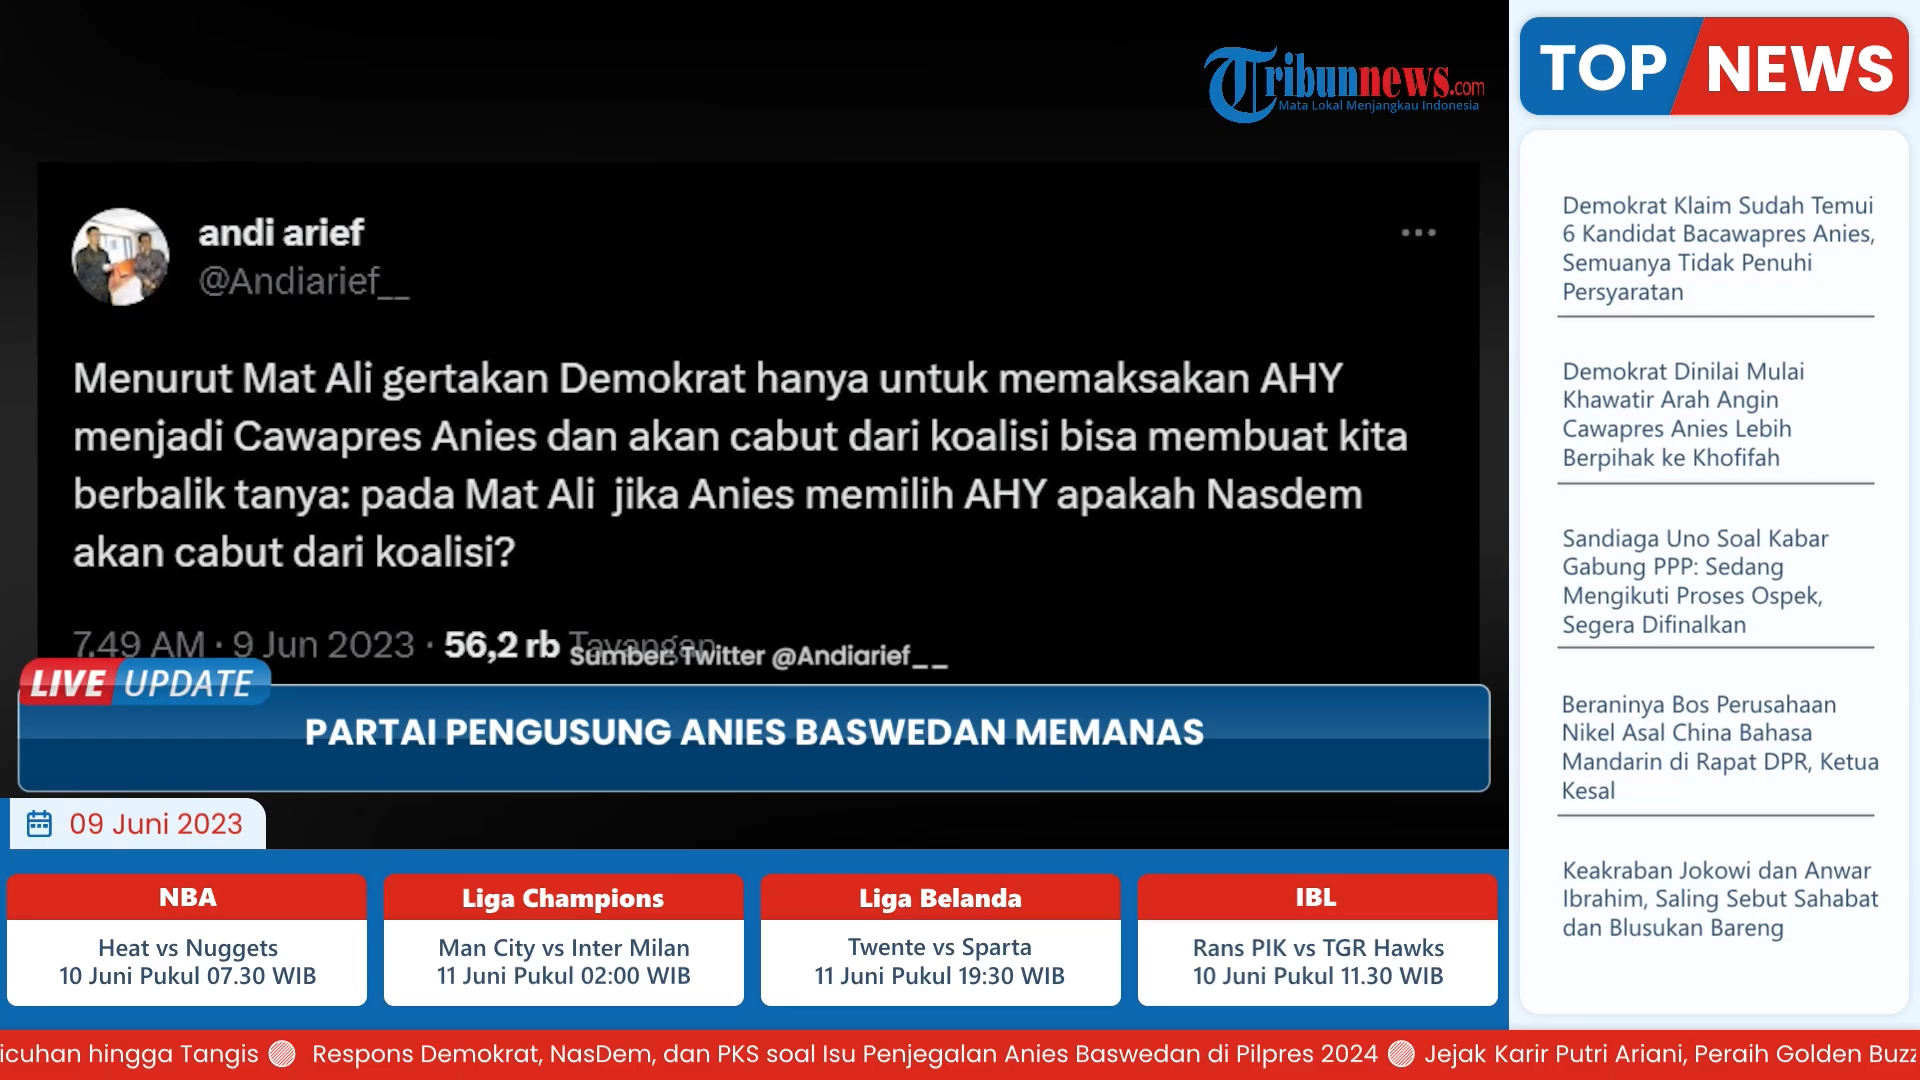 Tribunnews.com
Mata Lokal Menjangkau Indonesia
andi arief
@Andiarief__
Menurut Mat Ali gertakan Demokrat hanya untuk memaksakan AHY
menjadi Cawapres Anies dan akan cabut dari koalisi bisa membuat kita
berbalik tanya: pada Mat Ali jika Anies memilih AHY apakah Nasdem
akan cabut dari koalisi?
7.49 AM · 9 Jun 2023 · 56,2 rb Tayangan
Sumber: Twitter @Andiarief__
LIVE UPDATE
PARTAI PENGUSUNG ANIES BASWEDAN MEMANAS
09 Juni 2023
NBA
Heat vs Nuggets
10 Juni Pukul 07.30 WIB
Liga Champions
Man City vs Inter Milan
11 Juni Pukul 02:00 WIB
Liga Belanda
Twente vs Sparta
11 Juni Pukul 19:30 WIB
IBL
Rans PIK vs TGR Hawks
10 Juni Pukul 11.30 WIB
TOP NEWS
Demokrat Klaim Sudah Temui
6 Kandidat Bacawapres Anies,
Semuanya Tidak Penuhi
Persyaratan
Demokrat Dinilai Mulai
Khawatir Arah Angin
Cawapres Anies Lebih
Berpihak ke Khofifah
Sandiaga Uno Soal Kabar
Gabung PPP: Sedang
Mengikuti Proses Ospek,
Segera Difinalkan
Beraninya Bos Perusahaan
Nikel Asal China Bahasa
Mandarin di Rapat DPR, Ketua
Kesal
Keakraban Jokowi dan Anwar
Ibrahim, Saling Sebut Sahabat
dan Blusukan Bareng
icuhan hingga Tangis Respons Demokrat, NasDem, dan PKS soal Isu Penjegalan Anies Baswedan di Pilpres 2024 Jejak Karir Putri Ariani, Peraih Golden Buzz